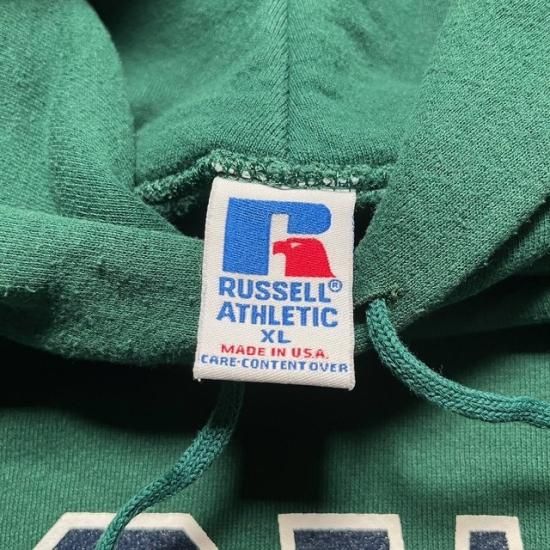 R
RUSSELL®
ATHLETIC
XL
MADE IN U.S.A.
CARE-CONTENT OVER